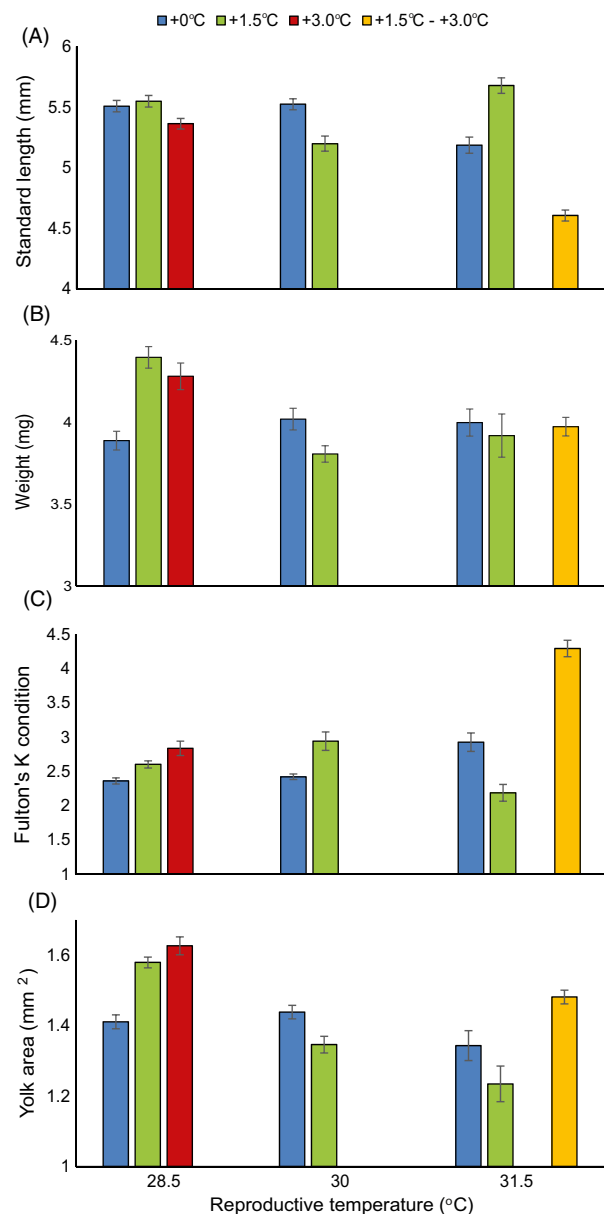 +0°C +1.5°C +3.0°C +1.5°C - +3.0°C
(A)
6
5.5
5
4.5
4
Standard length (mm)
(B)
4.5
4
3.5
3
Weight (mg)
(C)
4.5
4
3.5
3
2.5
2
1.5
1
Fulton's K condition
(D)
1.6
1.4
1.2
1
Yolk area (mm ²)
28.5 30 31.5
Reproductive temperature (°C)